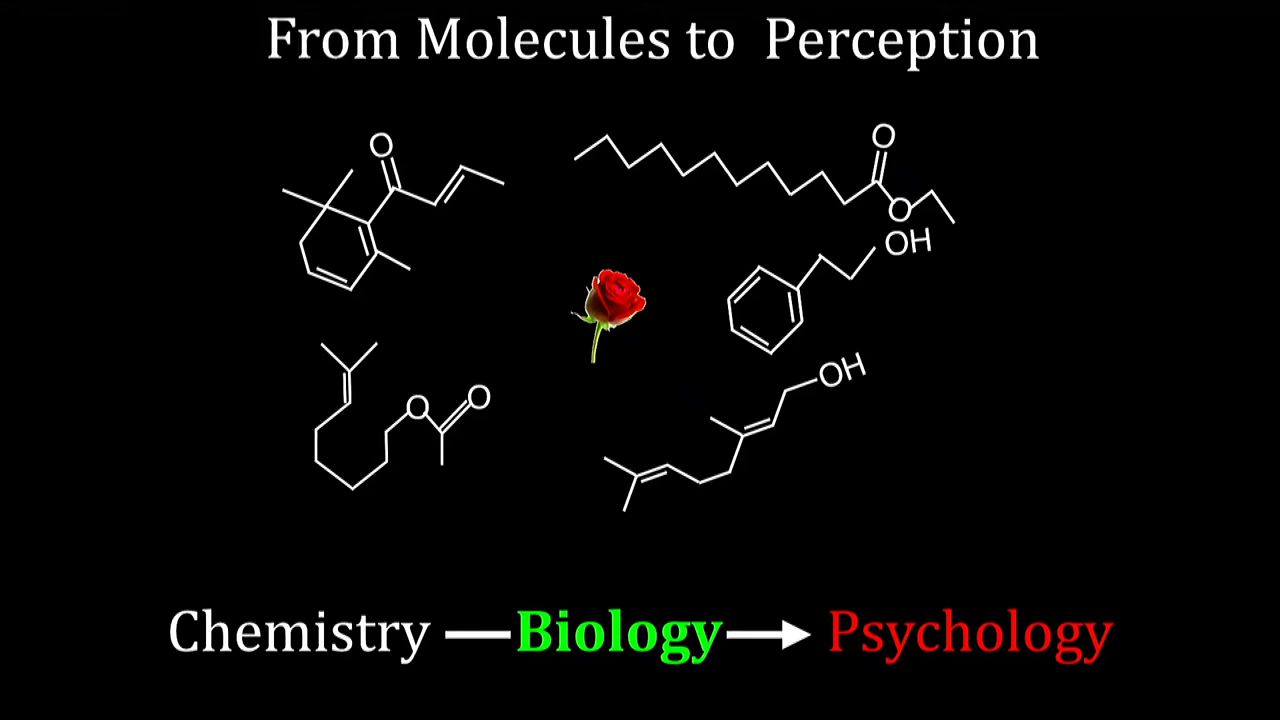 From Molecules to Perception
O
O
O
OH
OH
O
O
Chemistry Biology Psychology